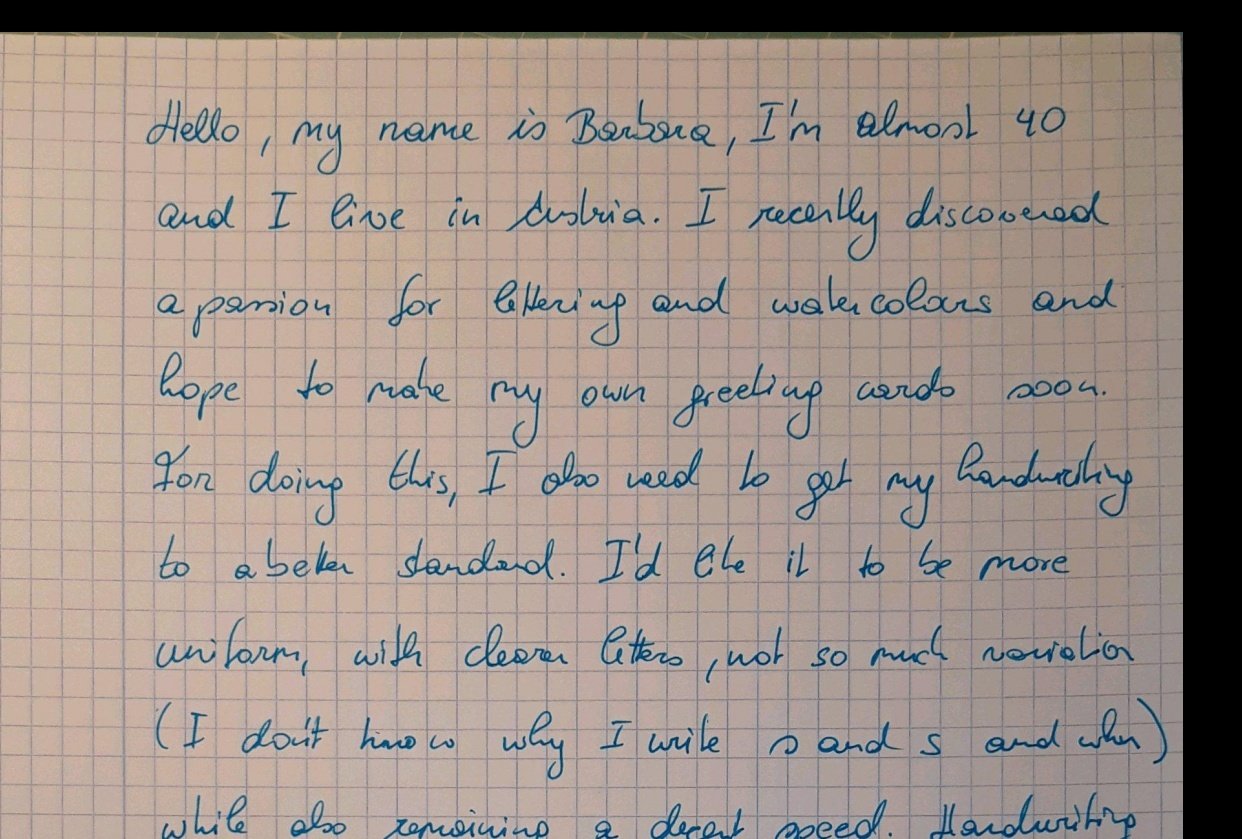 Hello, my name is Barbara, I'm almost 40
and I live in Austria. I recently discovered
a passion for lettering and watercolours and
hope to make my own greeting cards soon.
For doing this, I also need to get my handwriting
to a better standard. I'd like it to be more
uniform, with clearer letters, not so much variation
(I don't know why I write s and s and when)
while also remaining a decent speed. Handwriting